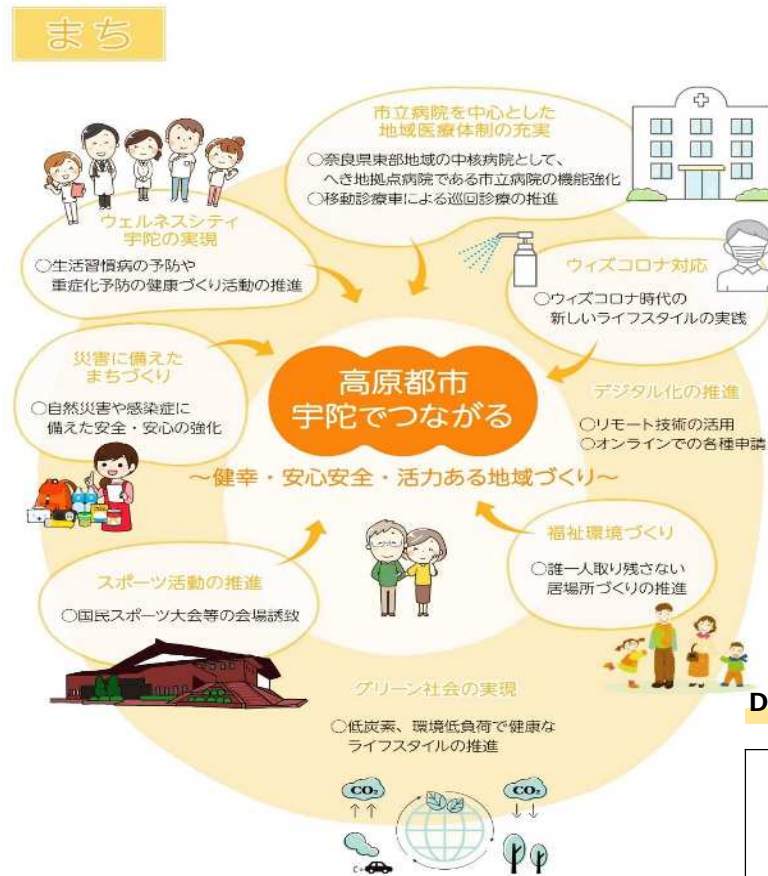 まち
市立病院を中心とした
地域医療体制の充実
○奈良県東部地域の中核病院として、
へき地拠点病院である市立病院の機能強化
○移動診療車による巡回診療の推進
ウェルネスシティ
宇陀の実現
○生活習慣病の予防や
重症化予防の健康づくり活動の推進
ウィズコロナ対応
○ウィズコロナ時代の
新しいライフスタイルの実践
災害に備えた
まちづくり
○自然災害や感染症に
備えた安全・安心の強化
高原都市
宇陀でつながる
～健幸・安心安全・活力ある地域づくり～
デジタル化の推進
○リモート技術の活用
○オンラインでの各種申請
福祉環境づくり
○誰一人取り残さない
居場所づくりの推進
スポーツ活動の推進
○国民スポーツ大会等の会場誘致
グリーン社会の実現
○低炭素、環境低負荷で健康な
ライフスタイルの推進
CO₂
CO₂
D